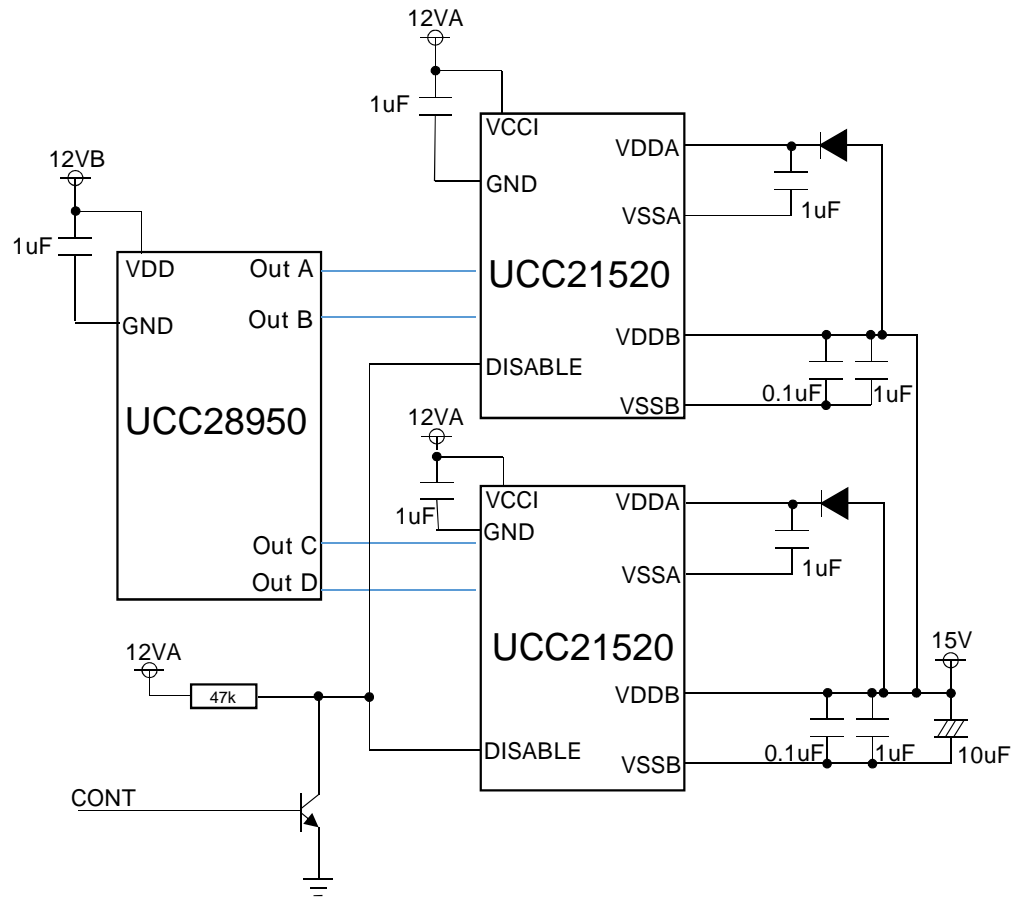 12VA
1uF
VCCI
VDDA
GND
VSSA
1uF
12VB
1uF
VDD
Out A
GND
Out B
UCC21520
VDDB
DISABLE
0.1uF
1uF
VSSB
UCC28950
12VA
1uF
VCCI
VDDA
GND
Out C
VSSA
1uF
Out D
12VA
47k
UCC21520
15V
VDDB
DISABLE
VSSB
0.1uF
1uF
10uF
CONT